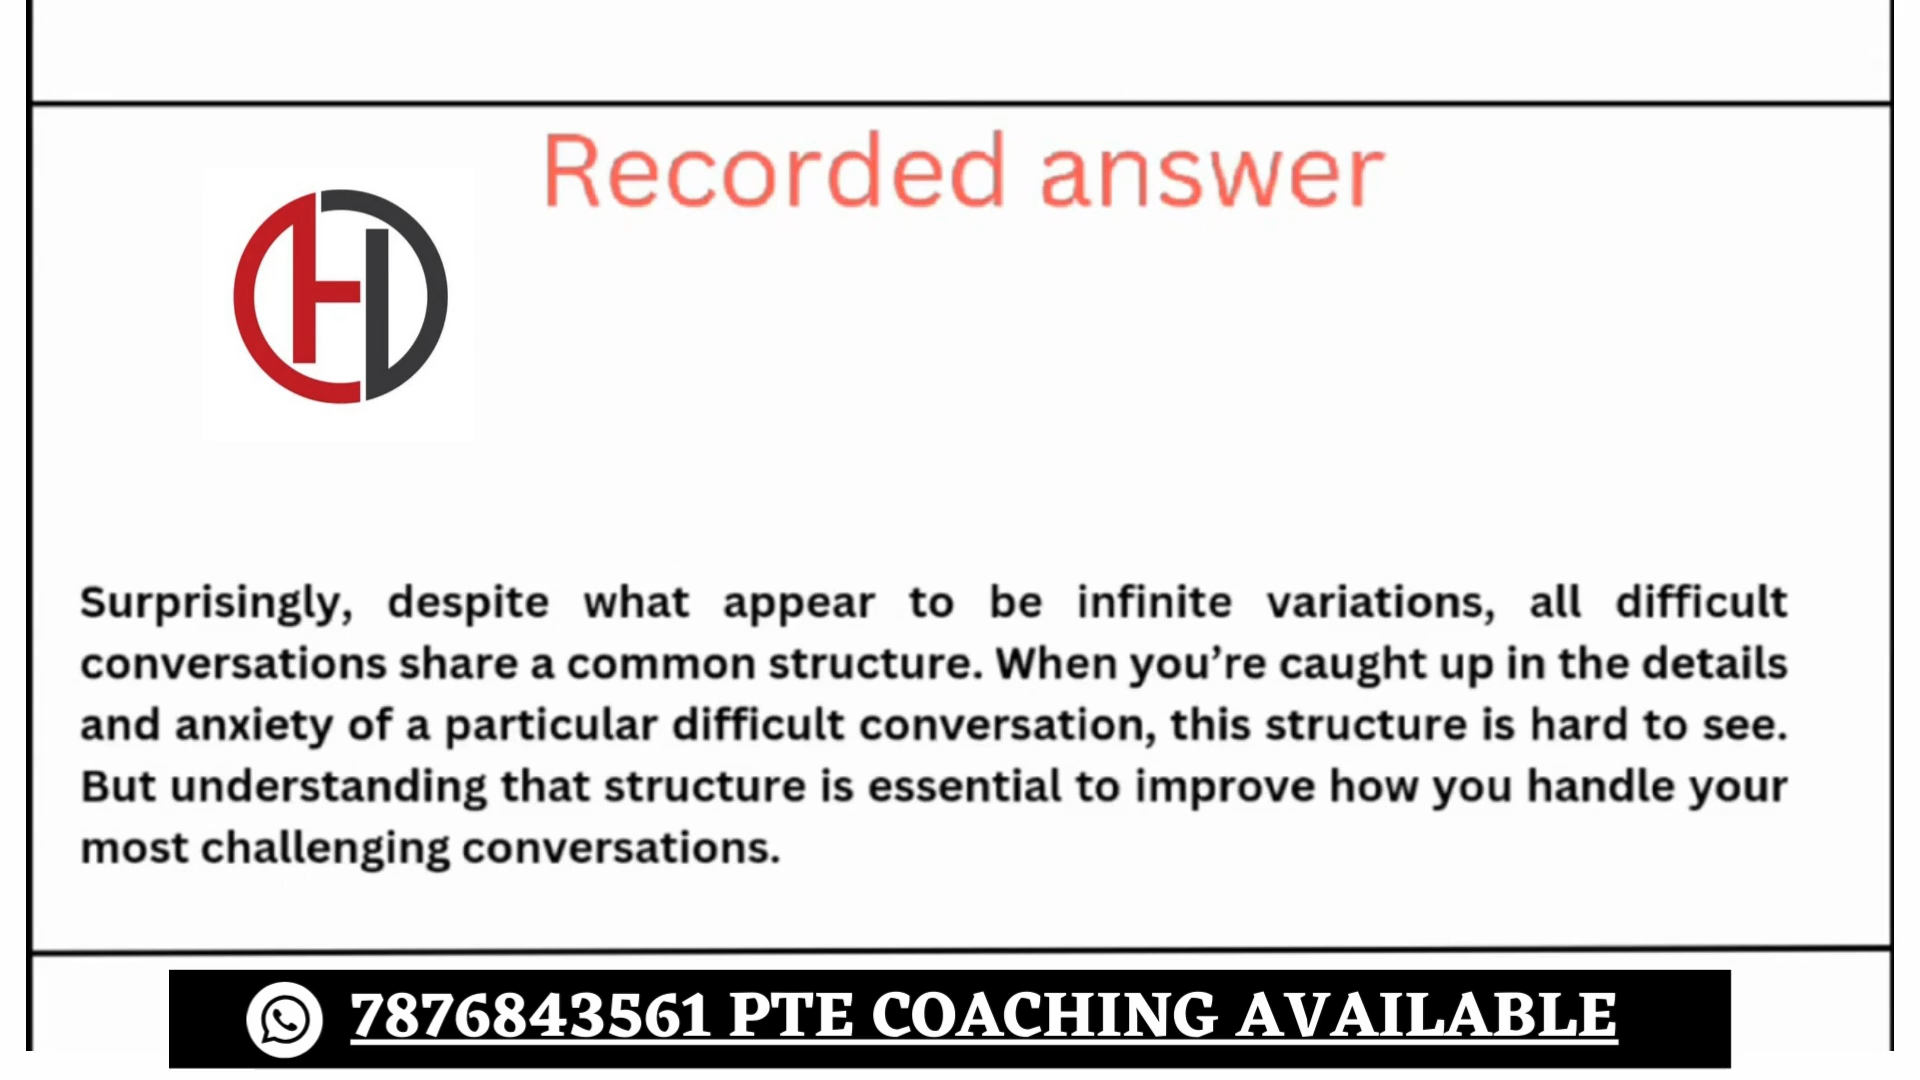 Recorded answer
Surprisingly, despite what appear to be infinite variations, all difficult
conversations share a common structure. When you’re caught up in the details
and anxiety of a particular difficult conversation, this structure is hard to see.
But understanding that structure is essential to improve how you handle your
most challenging conversations.
7876843561 PTE COACHING AVAILABLE